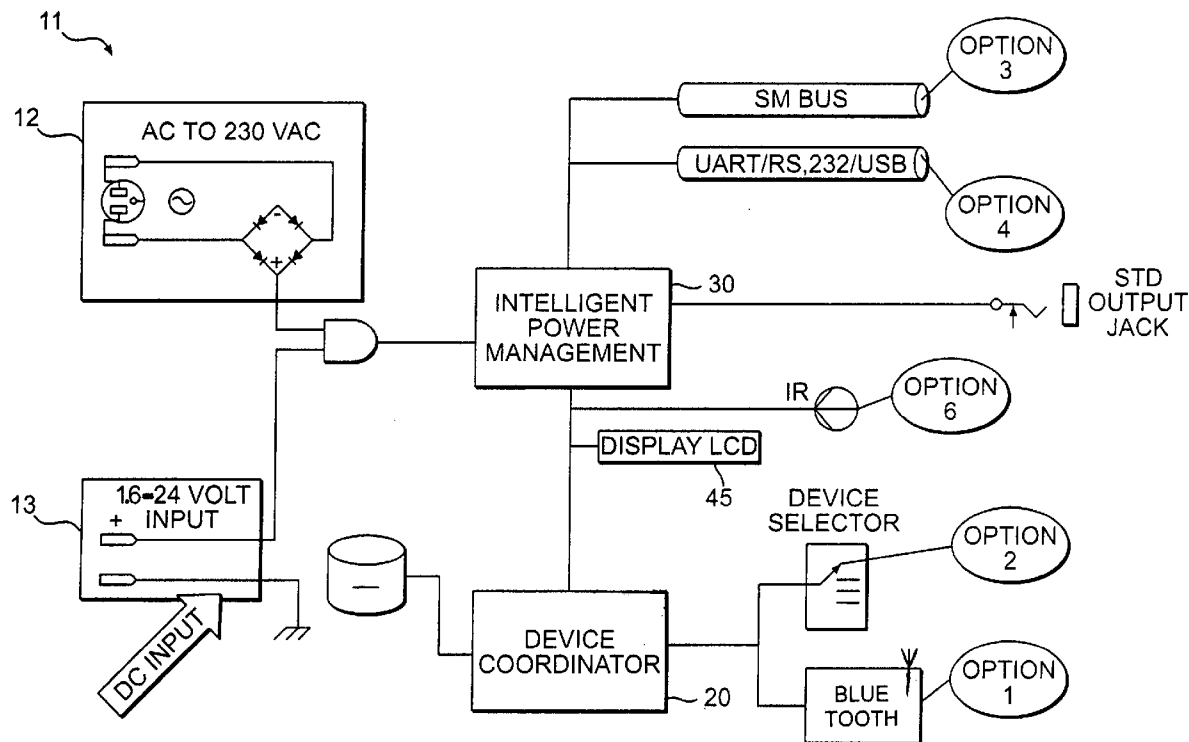 11
12
AC TO 230 VAC
OPTION
3
SM BUS
UART/RS,232/USB
OPTION
4
30
INTELLIGENT
POWER
MANAGEMENT
STD
OUTPUT
JACK
IR
OPTION
6
DISPLAY LCD
45
13
1.6-24 VOLT
INPUT
+
DC INPUT
DEVICE
SELECTOR
OPTION
2
DEVICE
COORDINATOR
20
BLUE
TOOTH
OPTION
1